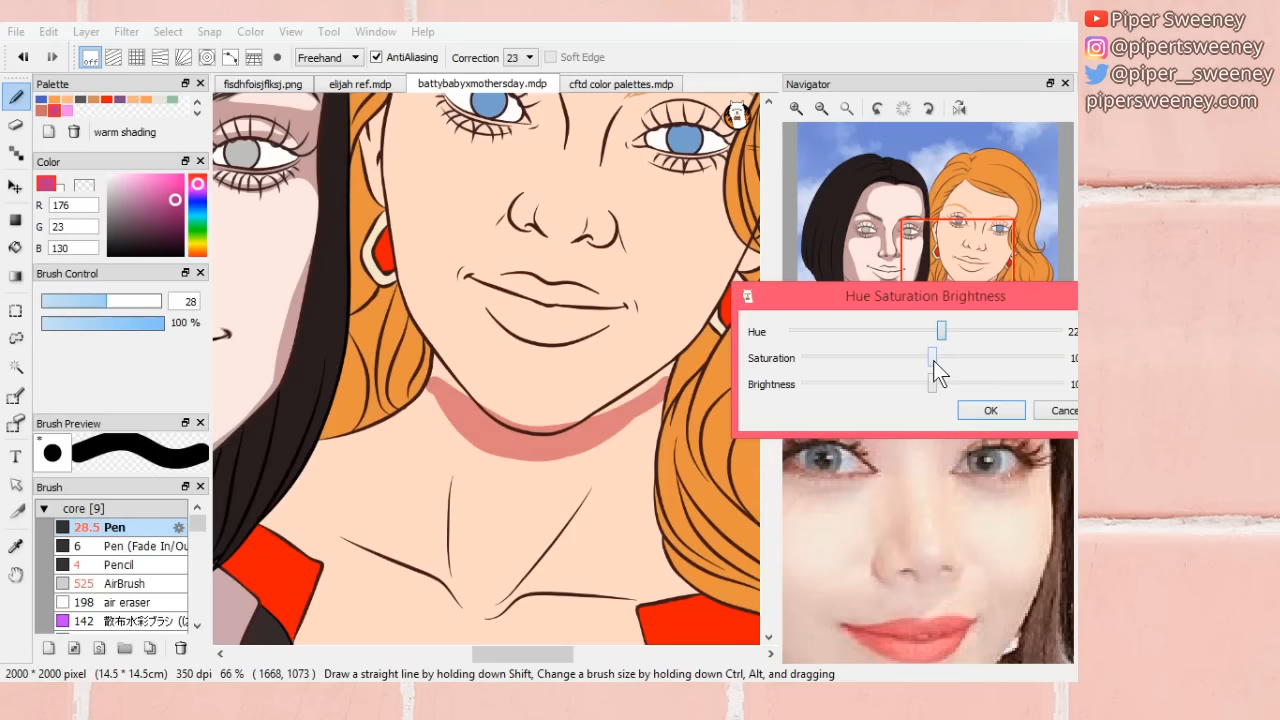 Piper Sweeney
@pipertsweeney
@piper__sweeney
pipersweeney.com
File Edit Layer Filter Select Snap Color View Tool Window Help
off Freehand AntiAliasing Correction 23 Soft Edge
Palette
fisdhfoisjflksj.png elijah ref.mdp battybabyxmothersday.mdp cftd color palettes.mdp
Navigator
warm shading
Color
R 176
G 23
B 130
Brush Control
28
100 %
Hue Saturation Brightness
Hue 22
Saturation 10
Brightness 10
OK Cance
Brush Preview
*
Brush
core [9]
28.5 Pen
6 Pen (Fade In/Ou
4 Pencil
525 AirBrush
198 air eraser
142 散布水彩ブラシ
2000 * 2000 pixel (14.5 * 14.5cm) 350 dpi 66 % ( 1668, 1073) Draw a straight line by holding down Shift, Change a brush size by holding down Ctrl, Alt, and dragging